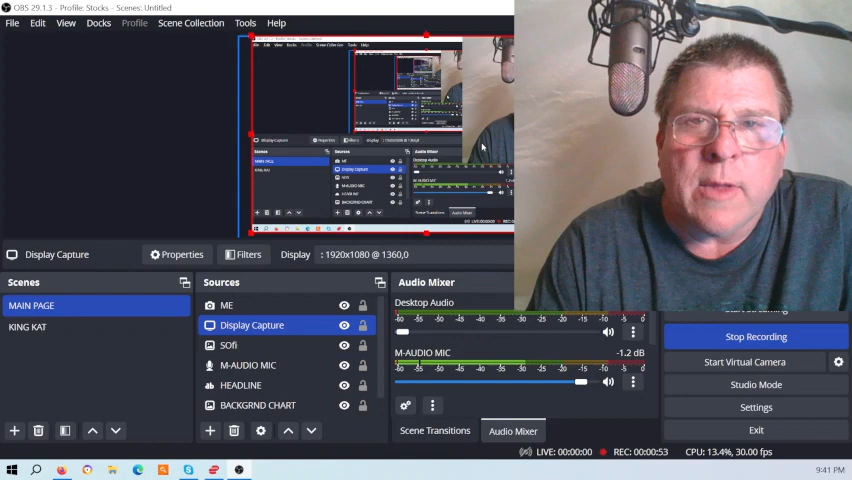 OBS 29.1.3 - Profile: Stocks - Scenes: Untitled
File Edit View Docks Profile Scene Collection Tools Help
Display Capture Properties Filters Display : 1920x1080 @ 1360,0
Scenes
MAIN PAGE
KING KAT
Sources
ME
Display Capture
SOfi
M-AUDIO MIC
HEADLINE
BACKGRND CHART
Audio Mixer
Desktop Audio
-60 -55 -50 -45 -40 -35 -30 -25 -20 -15 -10 -5 0
M-AUDIO MIC -1.2 dB
-60 -55 -50 -45 -40 -35 -30 -25 -20 -15 -10 -5 0
Scene Transitions Audio Mixer
Stop Recording
Start Virtual Camera
Studio Mode
Settings
Exit
LIVE: 00:00:00 REC: 00:00:53 CPU: 13.4%, 30.00 fps
9:41 PM